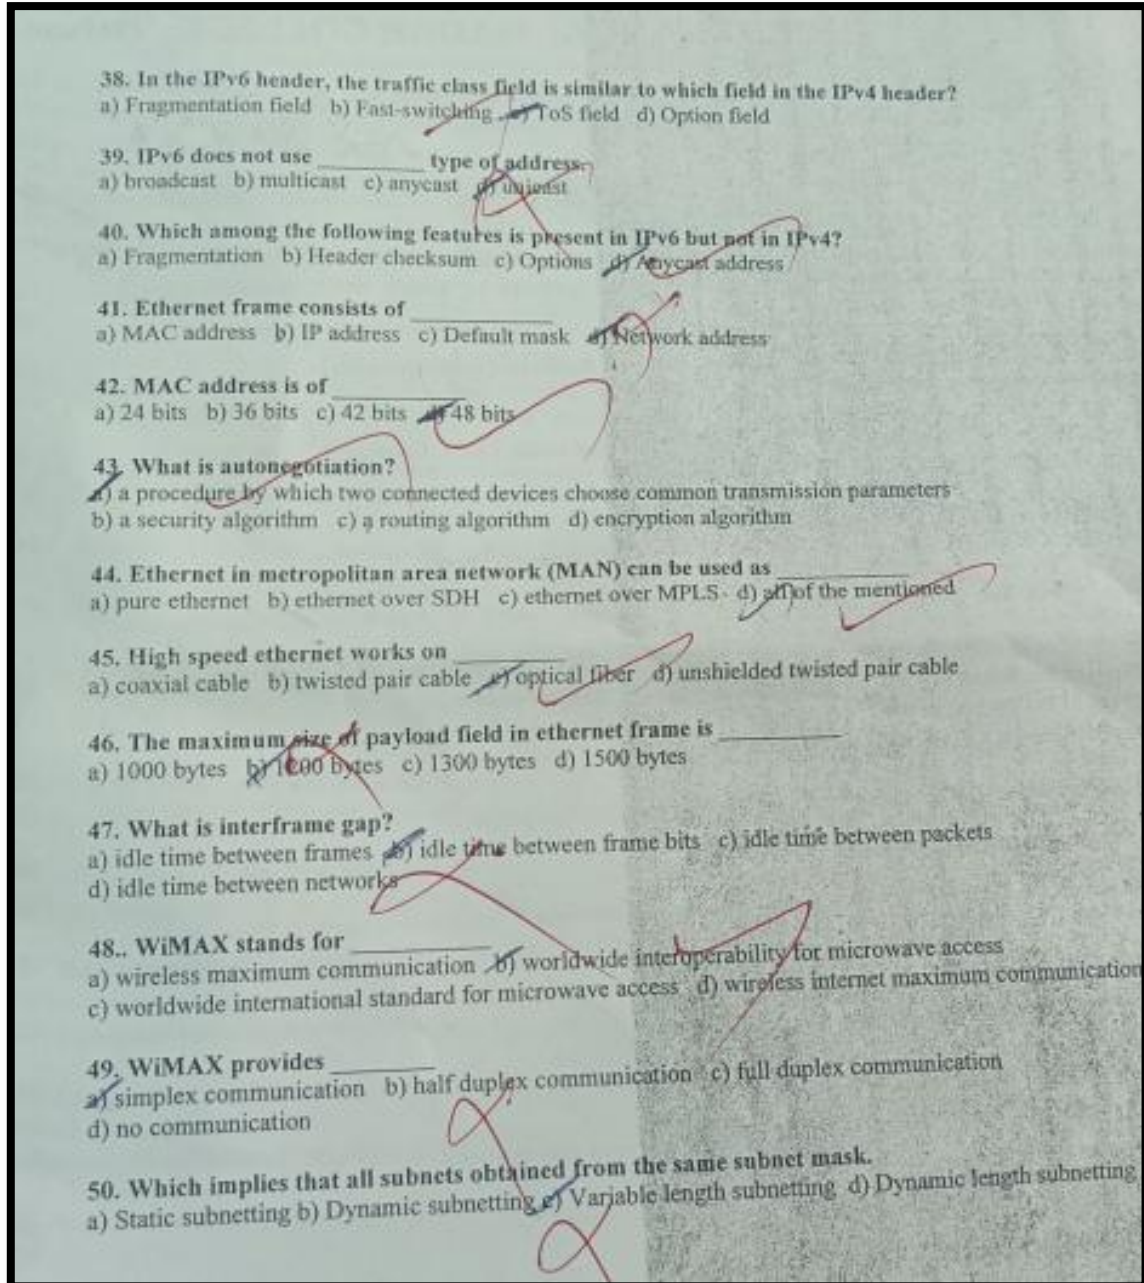 38. In the IPv6 header, the traffic class field is similar to which field in the IPv4 header?
a) Fragmentation field b) Fast-switching c) ToS field d) Option field
39. IPv6 does not use ________ type of address.
a) broadcast b) multicast c) anycast d) unicast
40. Which among the following features is present in IPv6 but not in IPv4?
a) Fragmentation b) Header checksum c) Options d) Anycast address
41. Ethernet frame consists of __________
a) MAC address b) IP address c) Default mask d) Network address
42. MAC address is of __________
a) 24 bits b) 36 bits c) 42 bits d) 48 bits
43. What is autonegotiation?
a) a procedure by which two connected devices choose common transmission parameters
b) a security algorithm c) a routing algorithm d) encryption algorithm
44. Ethernet in metropolitan area network (MAN) can be used as __________
a) pure ethernet b) ethernet over SDH c) ethernet over MPLS d) all of the mentioned
45. High speed ethernet works on ________
a) coaxial cable b) twisted pair cable c) optical fiber d) unshielded twisted pair cable
46. The maximum size of payload field in ethernet frame is _________
a) 1000 bytes b) 1200 bytes c) 1300 bytes d) 1500 bytes
47. What is interframe gap?
a) idle time between frames b) idle time between frame bits c) idle time between packets
d) idle time between networks
48.. WiMAX stands for __________
a) wireless maximum communication b) worldwide interoperability for microwave access
c) worldwide international standard for microwave access d) wireless internet maximum communication
49. WiMAX provides ________
a) simplex communication b) half duplex communication c) full duplex communication
d) no communication
50. Which implies that all subnets obtained from the same subnet mask.
a) Static subnetting b) Dynamic subnetting c) Variable length subnetting d) Dynamic length subnetting